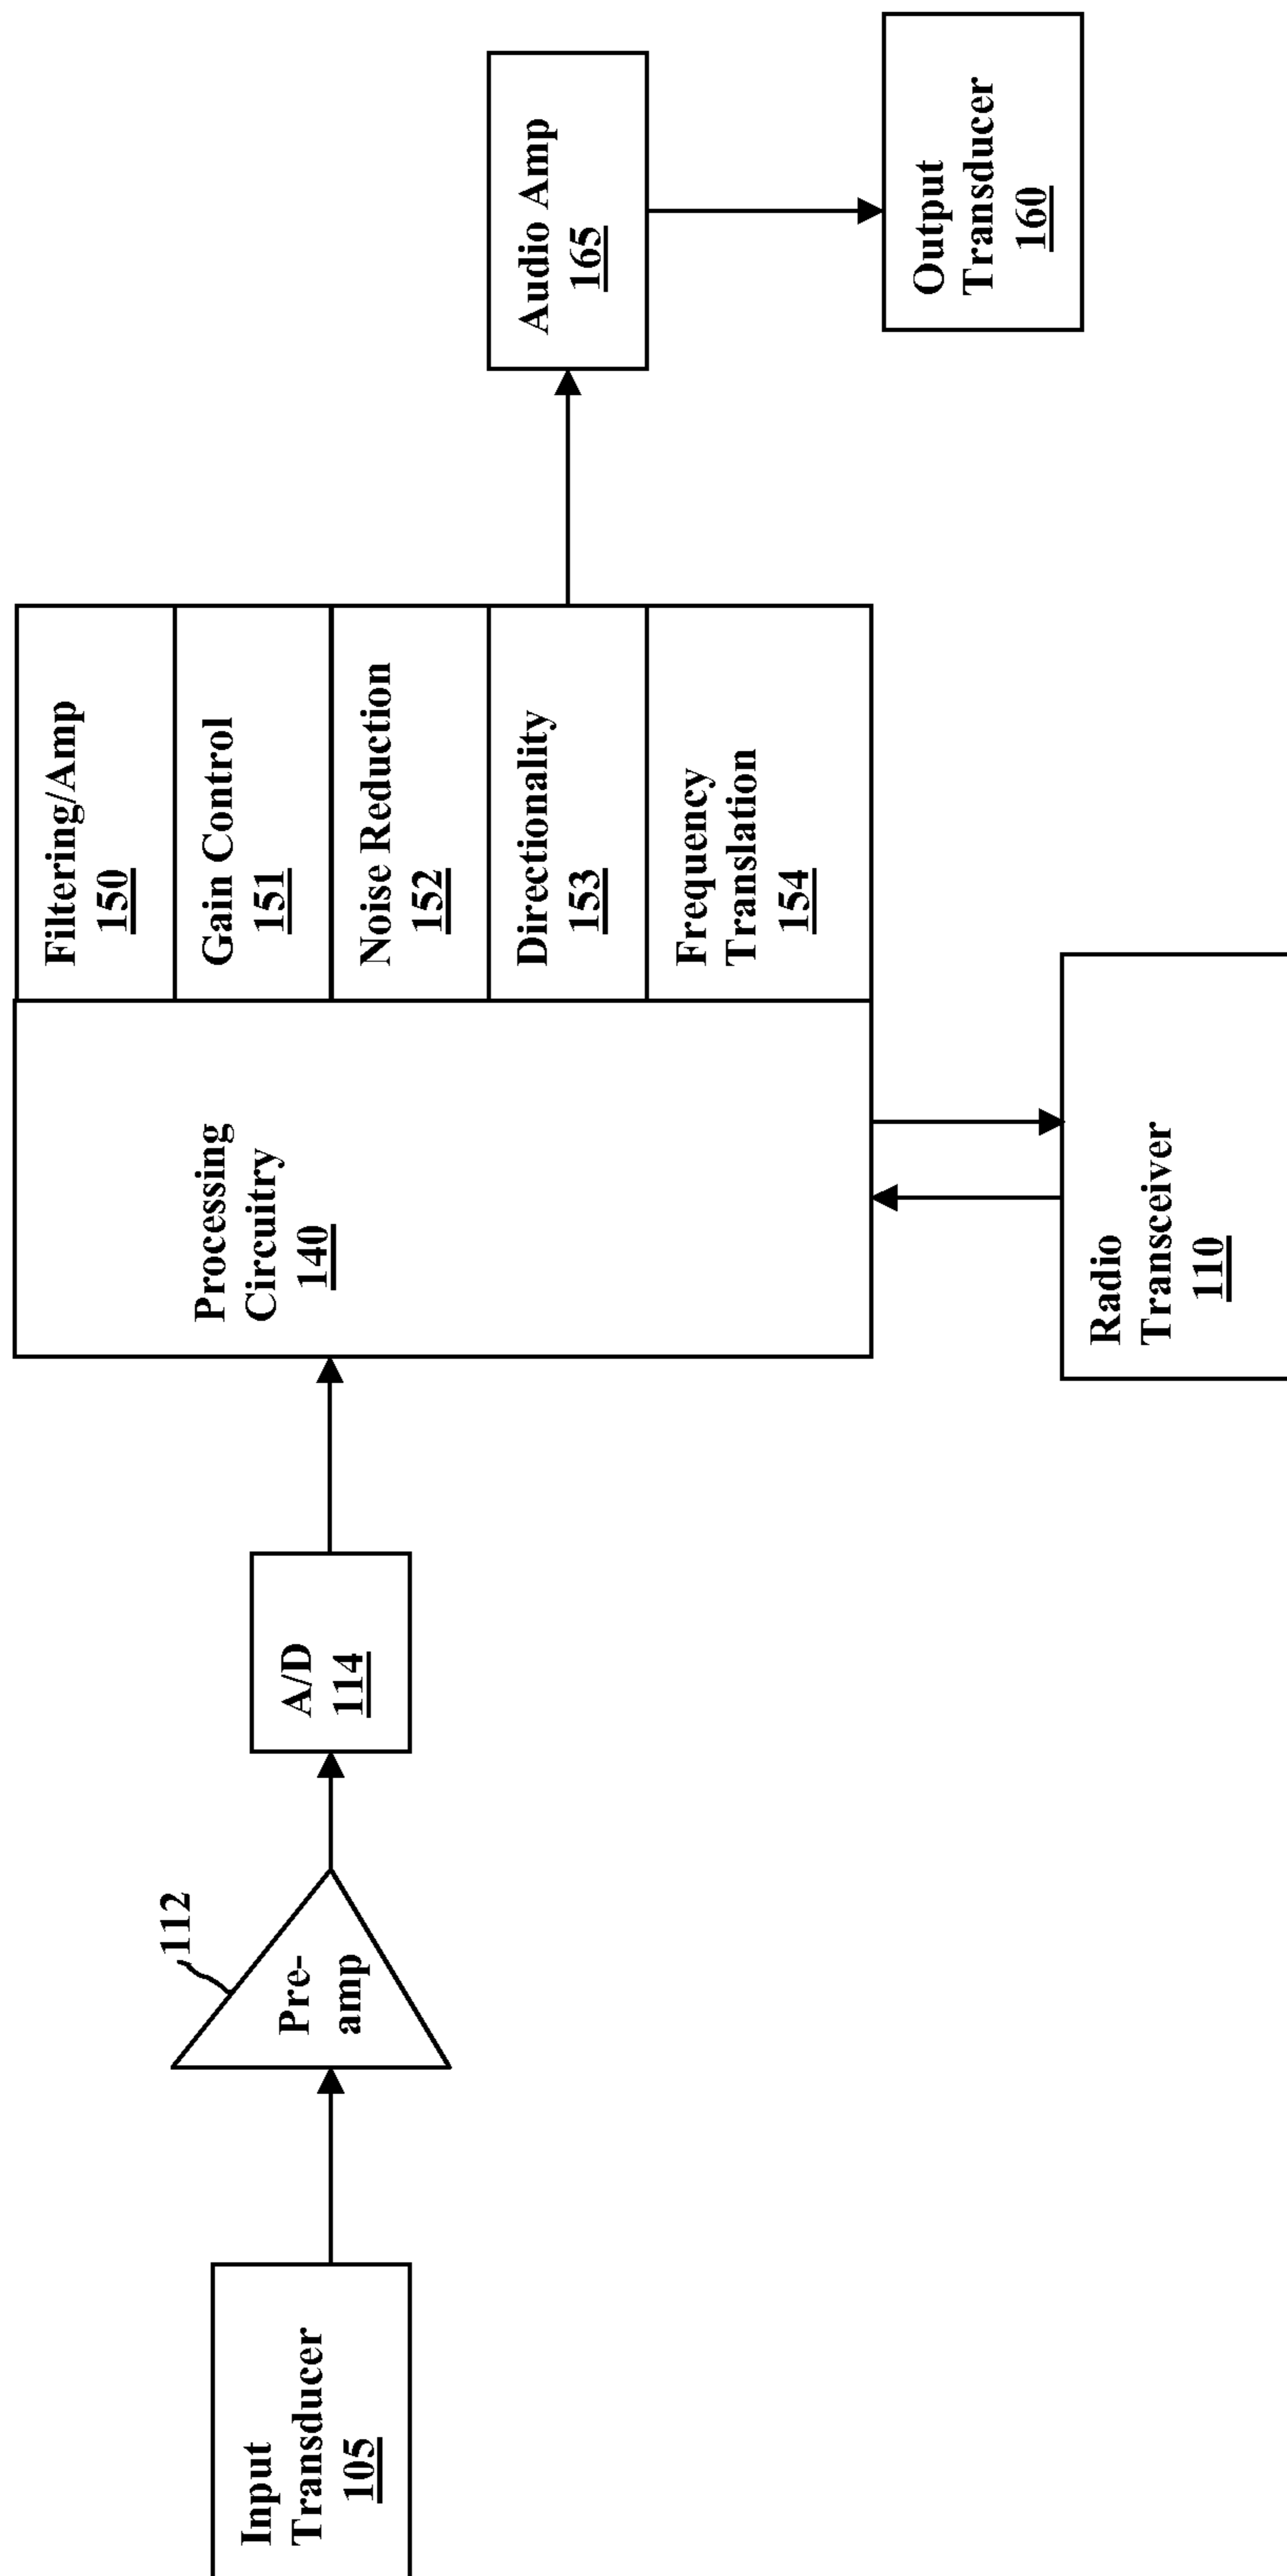 Input
Transducer
105
112
Pre-
amp
A/D
114
Processing
Circuitry
140
Filtering/Amp
150
Gain Control
151
Noise Reduction
152
Directionality
153
Frequency
Translation
154
Radio
Transceiver
110
Audio Amp
165
Output
Transducer
160